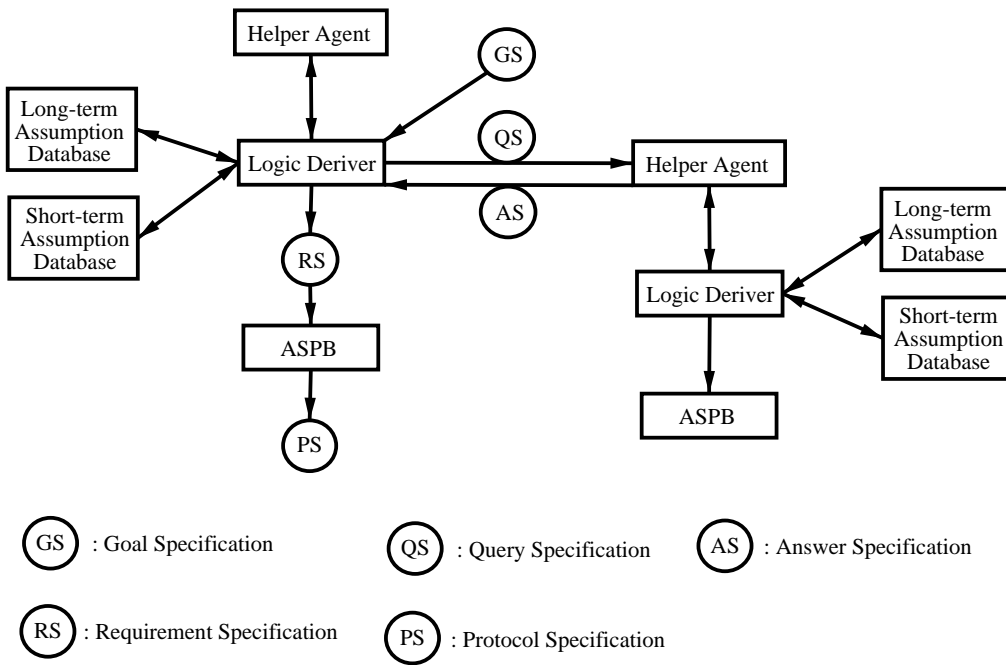 Helper Agent
GS
Long-term
Assumption
Database
QS
Logic Deriver
Helper Agent
AS
Short-term
Assumption
Database
Long-term
Assumption
Database
RS
Logic Deriver
Short-term
Assumption
Database
ASPB
ASPB
PS
GS : Goal Specification
QS : Query Specification
AS : Answer Specification
RS : Requirement Specification
PS : Protocol Specification